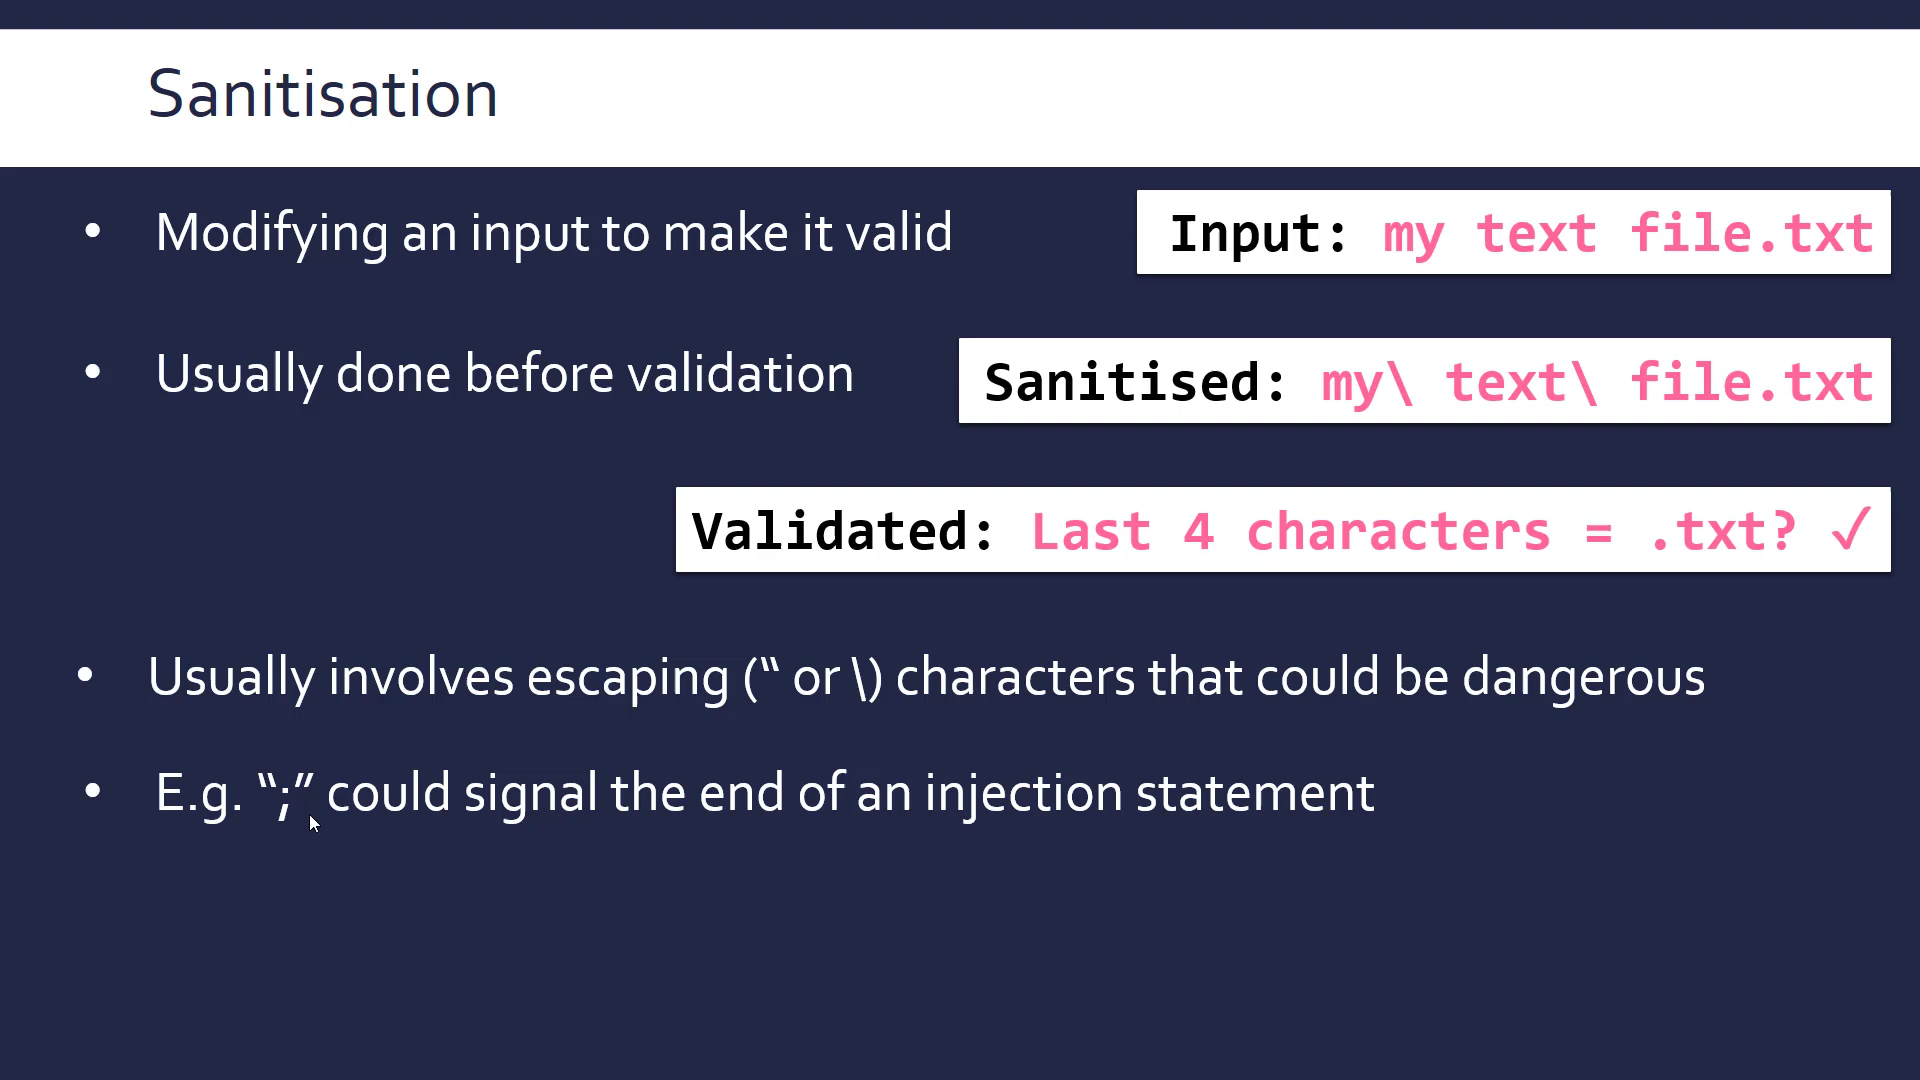 Sanitisation
• Modifying an input to make it valid
Input: my text file.txt
• Usually done before validation
Sanitised: my\ text\ file.txt
Validated: Last 4 characters = .txt? ✓
• Usually involves escaping (“ or \) characters that could be dangerous
• E.g. “;” could signal the end of an injection statement